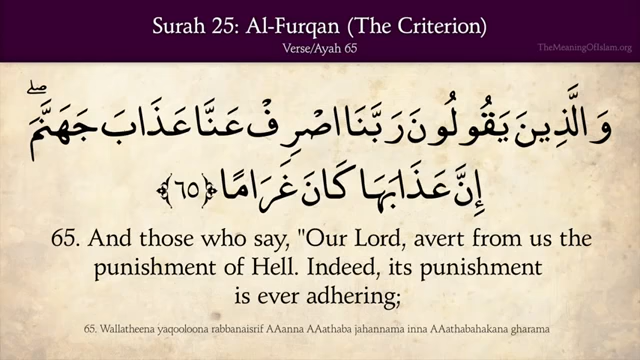 Surah 25: Al-Furqan (The Criterion)
Verse/Ayah 65
TheMeaningOfIslam.org
وَالَّذِينَ يَقُولُونَ رَبَّنَا اصْرِفْ عَنَّا عَذَابَ جَهَنَّمَ ۖ
إِنَّ عَذَابَهَا كَانَ غَرَامًا ﴿٦٥﴾
65. And those who say, "Our Lord, avert from us the
punishment of Hell. Indeed, its punishment
is ever adhering;
65. Wallatheena yaqooloona rabbanaisrif AAanna AAathaba jahannama inna AAathabahakana gharama